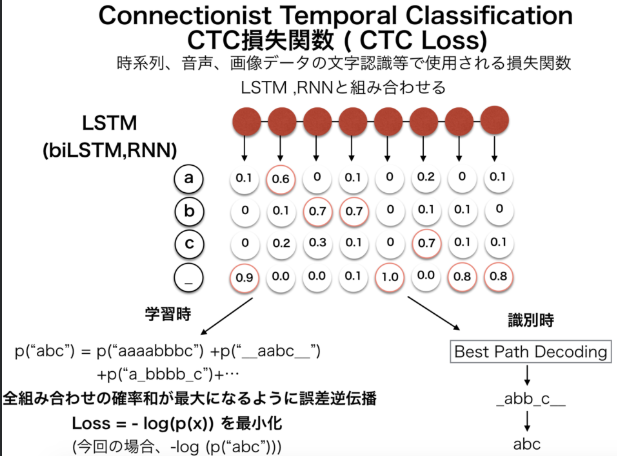 Connectionist Temporal Classification
CTC損失関数 ( CTC Loss)
時系列、音声、画像データの文字認識等で使用される損失関数
LSTM ,RNNと組み合わせる
LSTM
(biLSTM,RNN)
a 0.1 0.6 0 0.1 0 0.2 0 0.1
b 0 0.1 0.7 0.7 0 0.1 0.1 0
c 0 0.2 0.3 0.1 0 0.7 0.1 0.1
_ 0.9 0.0 0.0 0.1 1.0 0.0 0.8 0.8
学習時
p(“abc”) = p(“aaaabbbc”) +p(“__aabc__”)
+p(“a_bbbb_c”)+…
全組み合わせの確率和が最大になるように誤差逆伝播
Loss = - log(p(x)) を最小化
(今回の場合、-log (p(“abc”)))
識別時
Best Path Decoding
_abb_c__
abc